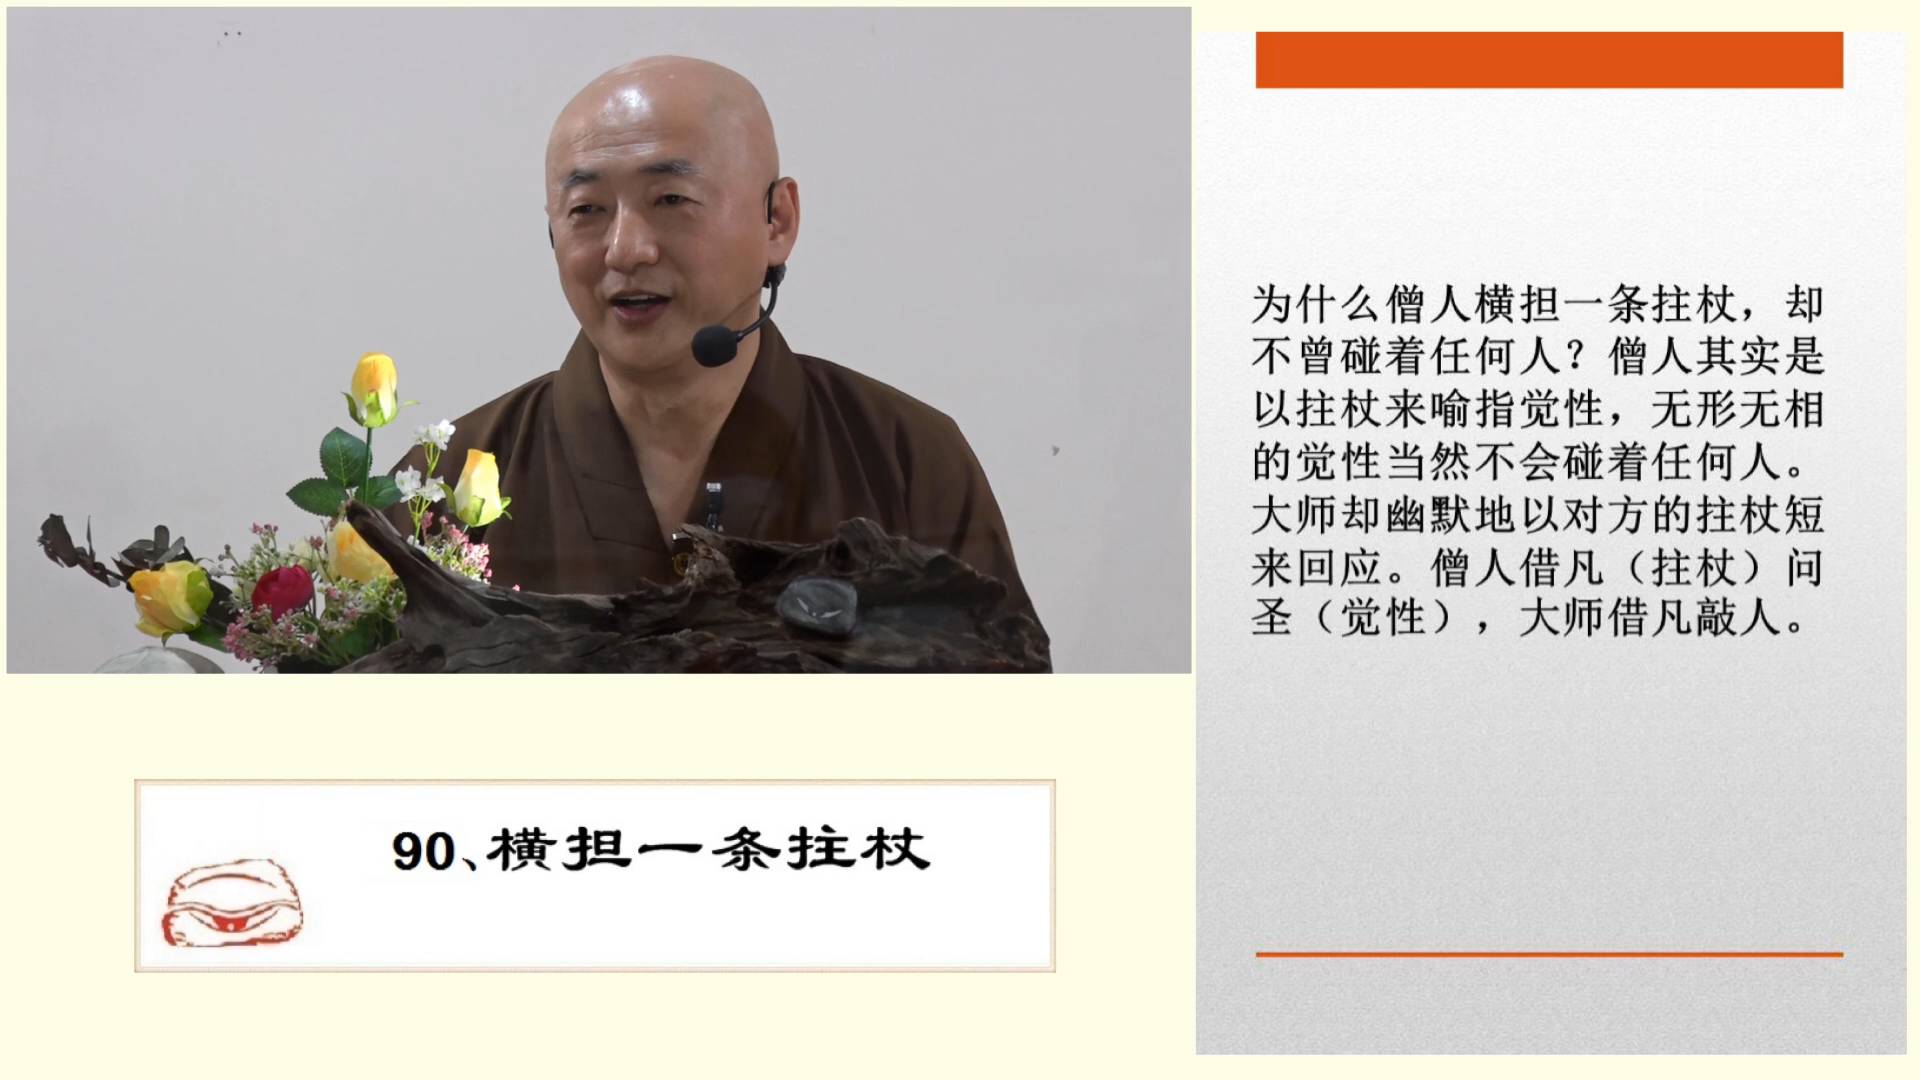 为什么僧人横担一条拄杖，却
不曾碰着任何人？僧人其实是
以拄杖来喻指觉性，无形无相
的觉性当然不会碰着任何人。
大师却幽默地以对方的拄杖短
来回应。僧人借凡（拄杖）问
圣（觉性），大师借凡敲人。
90、横担一条拄杖